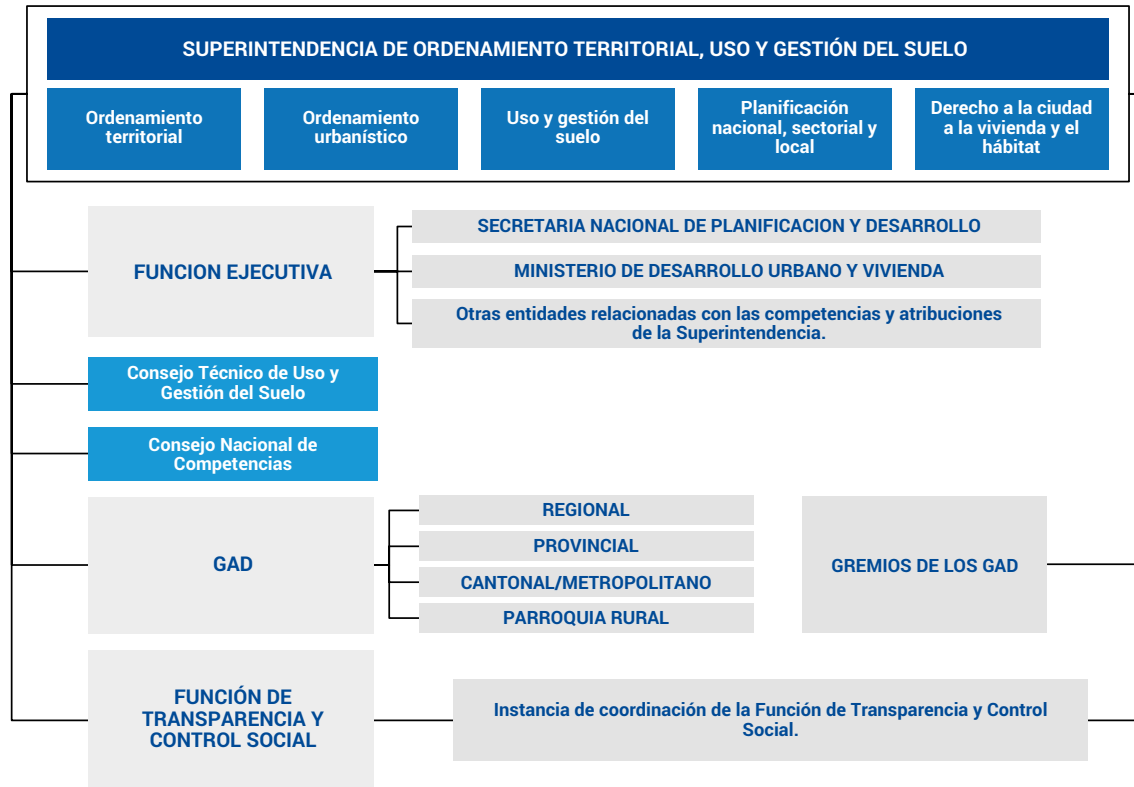 SUPERINTENDENCIA DE ORDENAMIENTO TERRITORIAL, USO Y GESTIÓN DEL SUELO
Ordenamiento
territorial
Ordenamiento
urbanístico
Uso y gestión del
suelo
Planificación
nacional, sectorial y
local
Derecho a la ciudad
a la vivienda y el
hábitat
FUNCION EJECUTIVA
SECRETARIA NACIONAL DE PLANIFICACION Y DESARROLLO
MINISTERIO DE DESARROLLO URBANO Y VIVIENDA
Otras entidades relacionadas con las competencias y atribuciones
de la Superintendencia.
Consejo Técnico de Uso y
Gestión del Suelo
Consejo Nacional de
Competencias
GAD
REGIONAL
PROVINCIAL
CANTONAL/METROPOLITANO
PARROQUIA RURAL
GREMIOS DE LOS GAD
FUNCIÓN DE
TRANSPARENCIA Y
CONTROL SOCIAL
Instancia de coordinación de la Función de Transparencia y Control
Social.